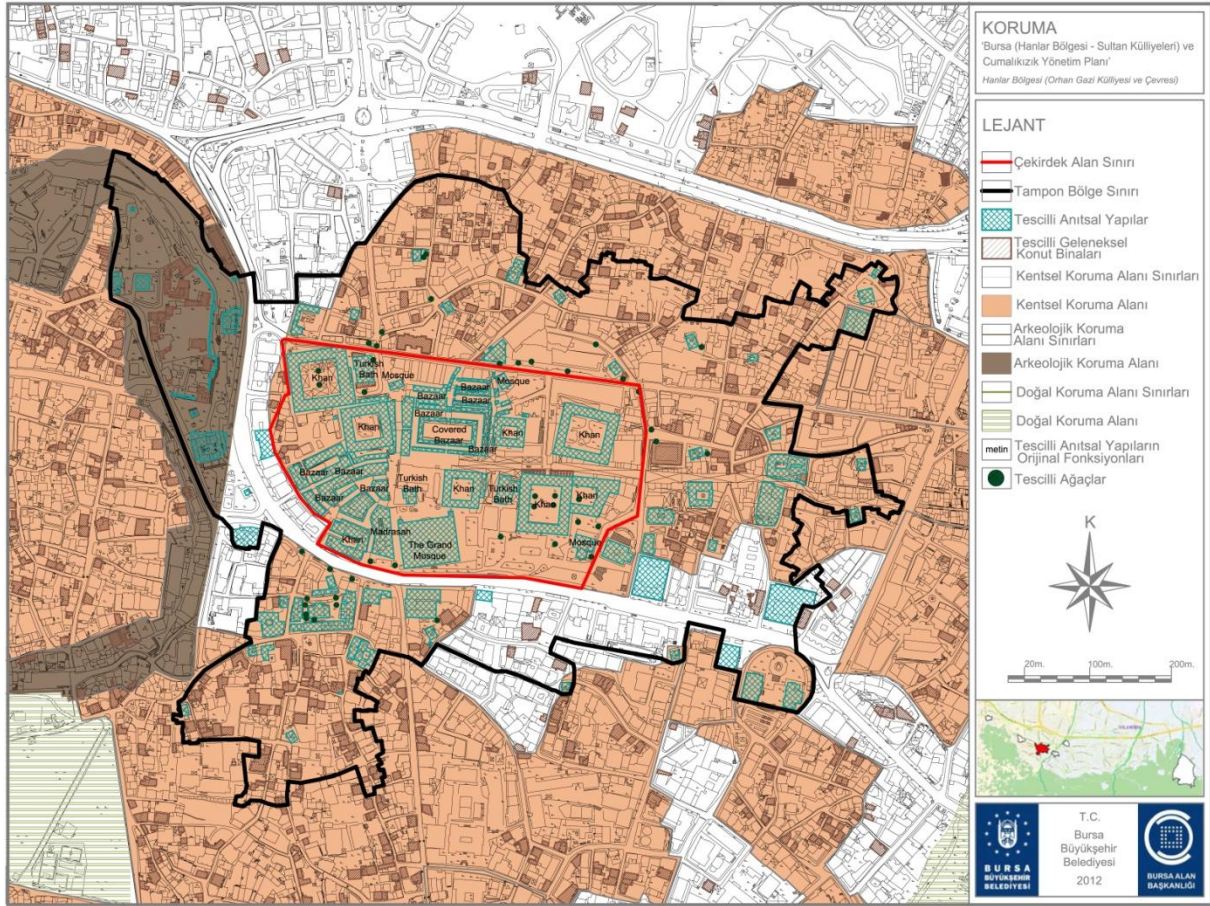 KORUMA
'Bursa (Hanlar Bölgesi - Sultan Külliyeleri) ve
Cumalıkızık Yönetim Planı'
Hanlar Bölgesi (Orhan Gazi Külliyesi ve Çevresi)
LEJANT
Çekirdek Alan Sınırı
Tampon Bölge Sınırı
Tescilli Anıtsal Yapılar
Tescilli Geleneksel
Konut Binaları
Kentsel Koruma Alanı Sınırları
Kentsel Koruma Alanı
Arkeolojik Koruma
Alanı Sınırları
Arkeolojik Koruma Alanı
Doğal Koruma Alanı Sınırları
Doğal Koruma Alanı
metin
Tescilli Anıtsal Yapıların
Orijinal Fonksiyonları
Tescilli Ağaçlar
K
20m. 100m. 200m.
T.C.
Bursa
Büyükşehir
Belediyesi
2012
BURSA
BÜYÜKŞEHİR
BELEDİYESİ
BURSA ALAN
BAŞKANLIĞI
Khan
Turkish
Bath
Mosque
Mosque
Bazaar
Bazaar
Bazaar
Bazaar
Khan
Covered
Bazaar
Bazaar
Khan
Khan
Bazaar
Bazaar
Bazaar
Bazaar
Turkish
Bath
Khan
Turkish
Bath
Khan
Khan
Khan
Madrasah
The Grand
Mosque
Mosque